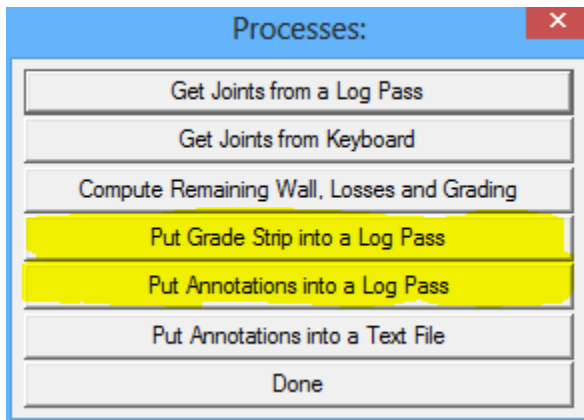 Processes:
Get Joints from a Log Pass
Get Joints from Keyboard
Compute Remaining Wall, Losses and Grading
Put Grade Strip into a Log Pass
Put Annotations into a Log Pass
Put Annotations into a Text File
Done